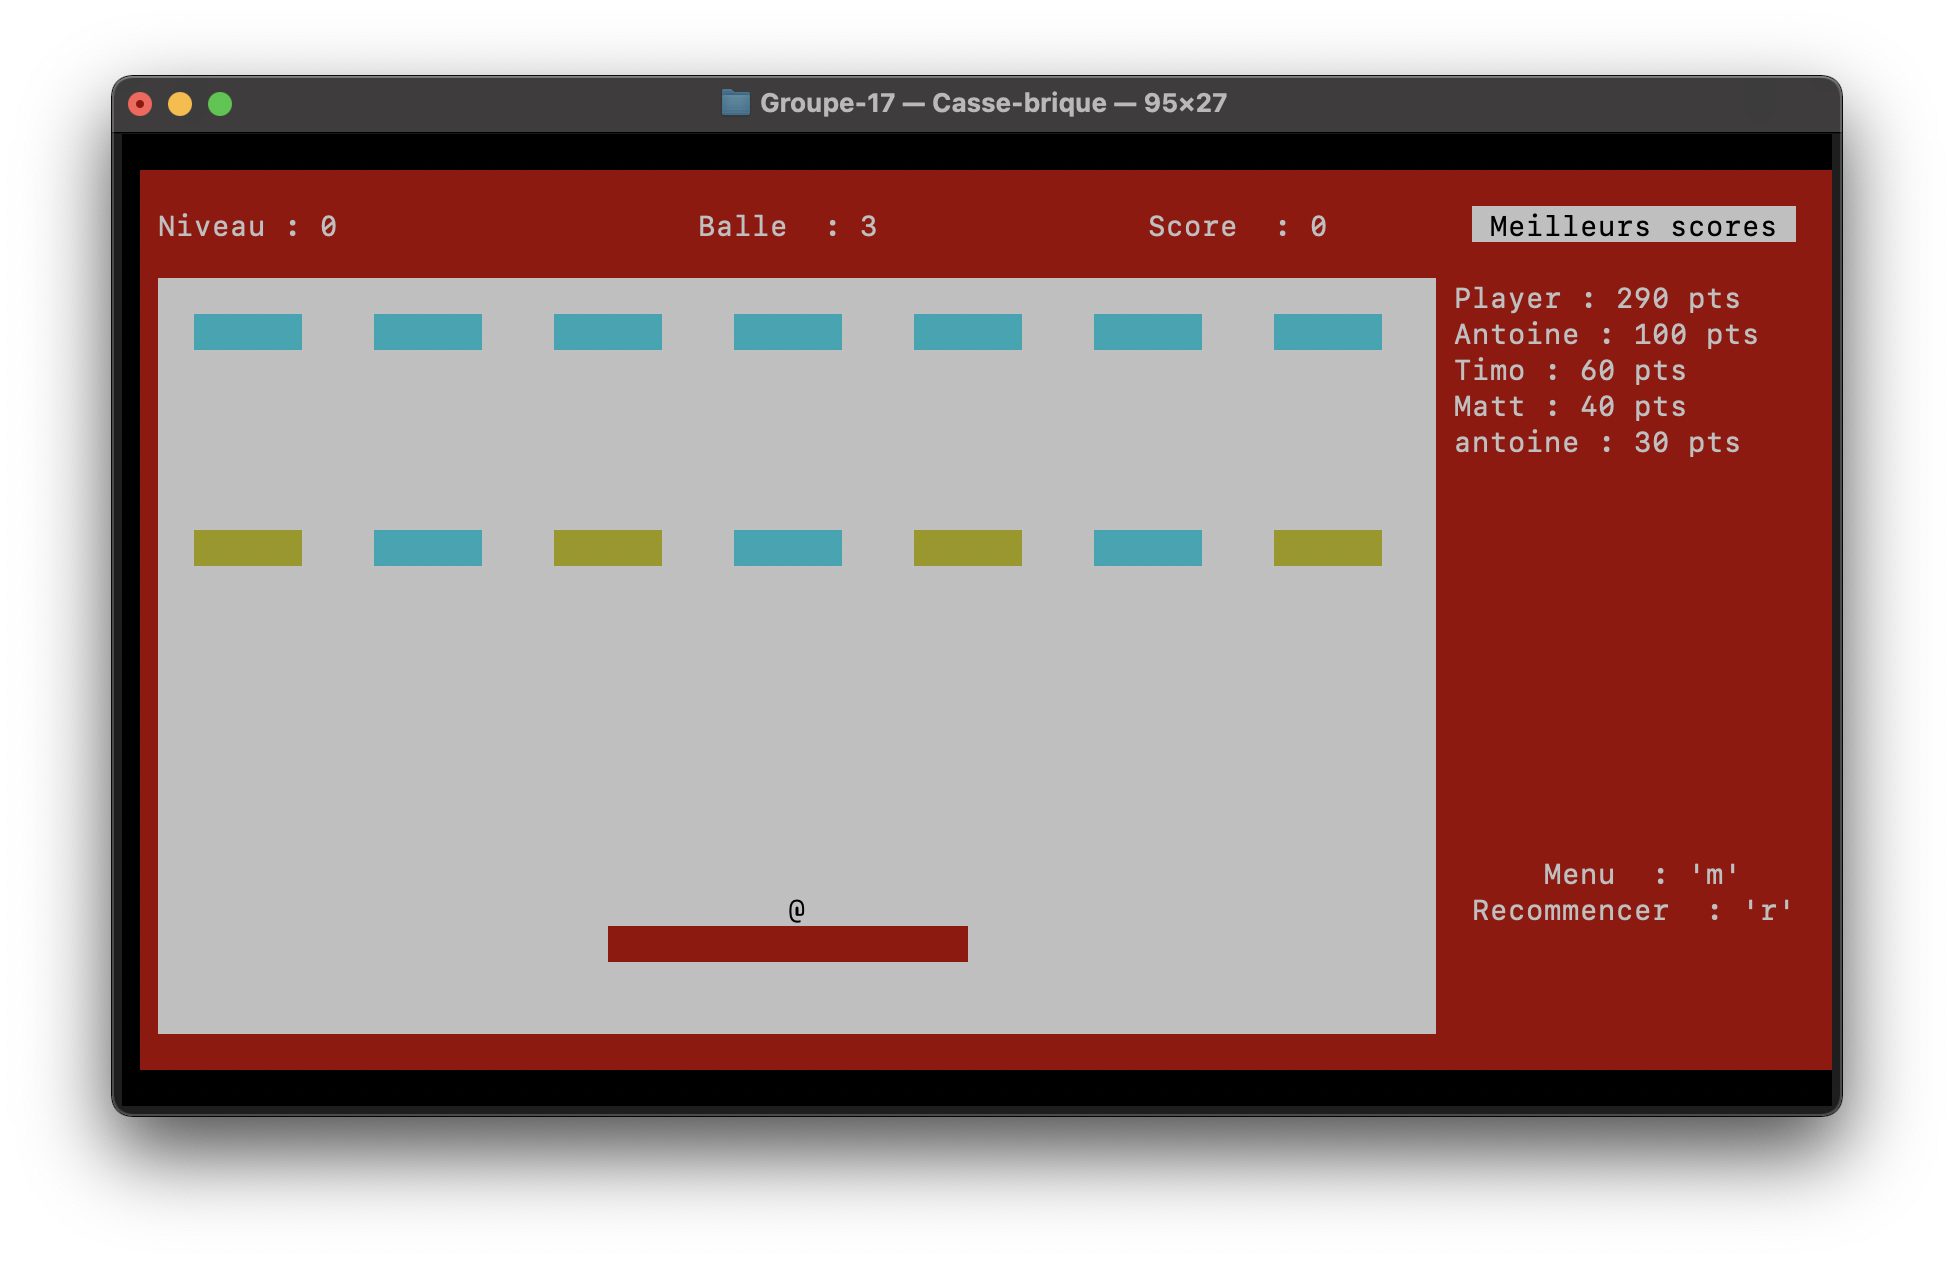 Groupe-17 — Casse-brique — 95×27
Niveau : 0
Balle  : 3
Score  : 0
Meilleurs scores
Player : 290 pts
Antoine : 100 pts
Timo : 60 pts
Matt : 40 pts
antoine : 30 pts
@
Menu  : 'm'
Recommencer  : 'r'